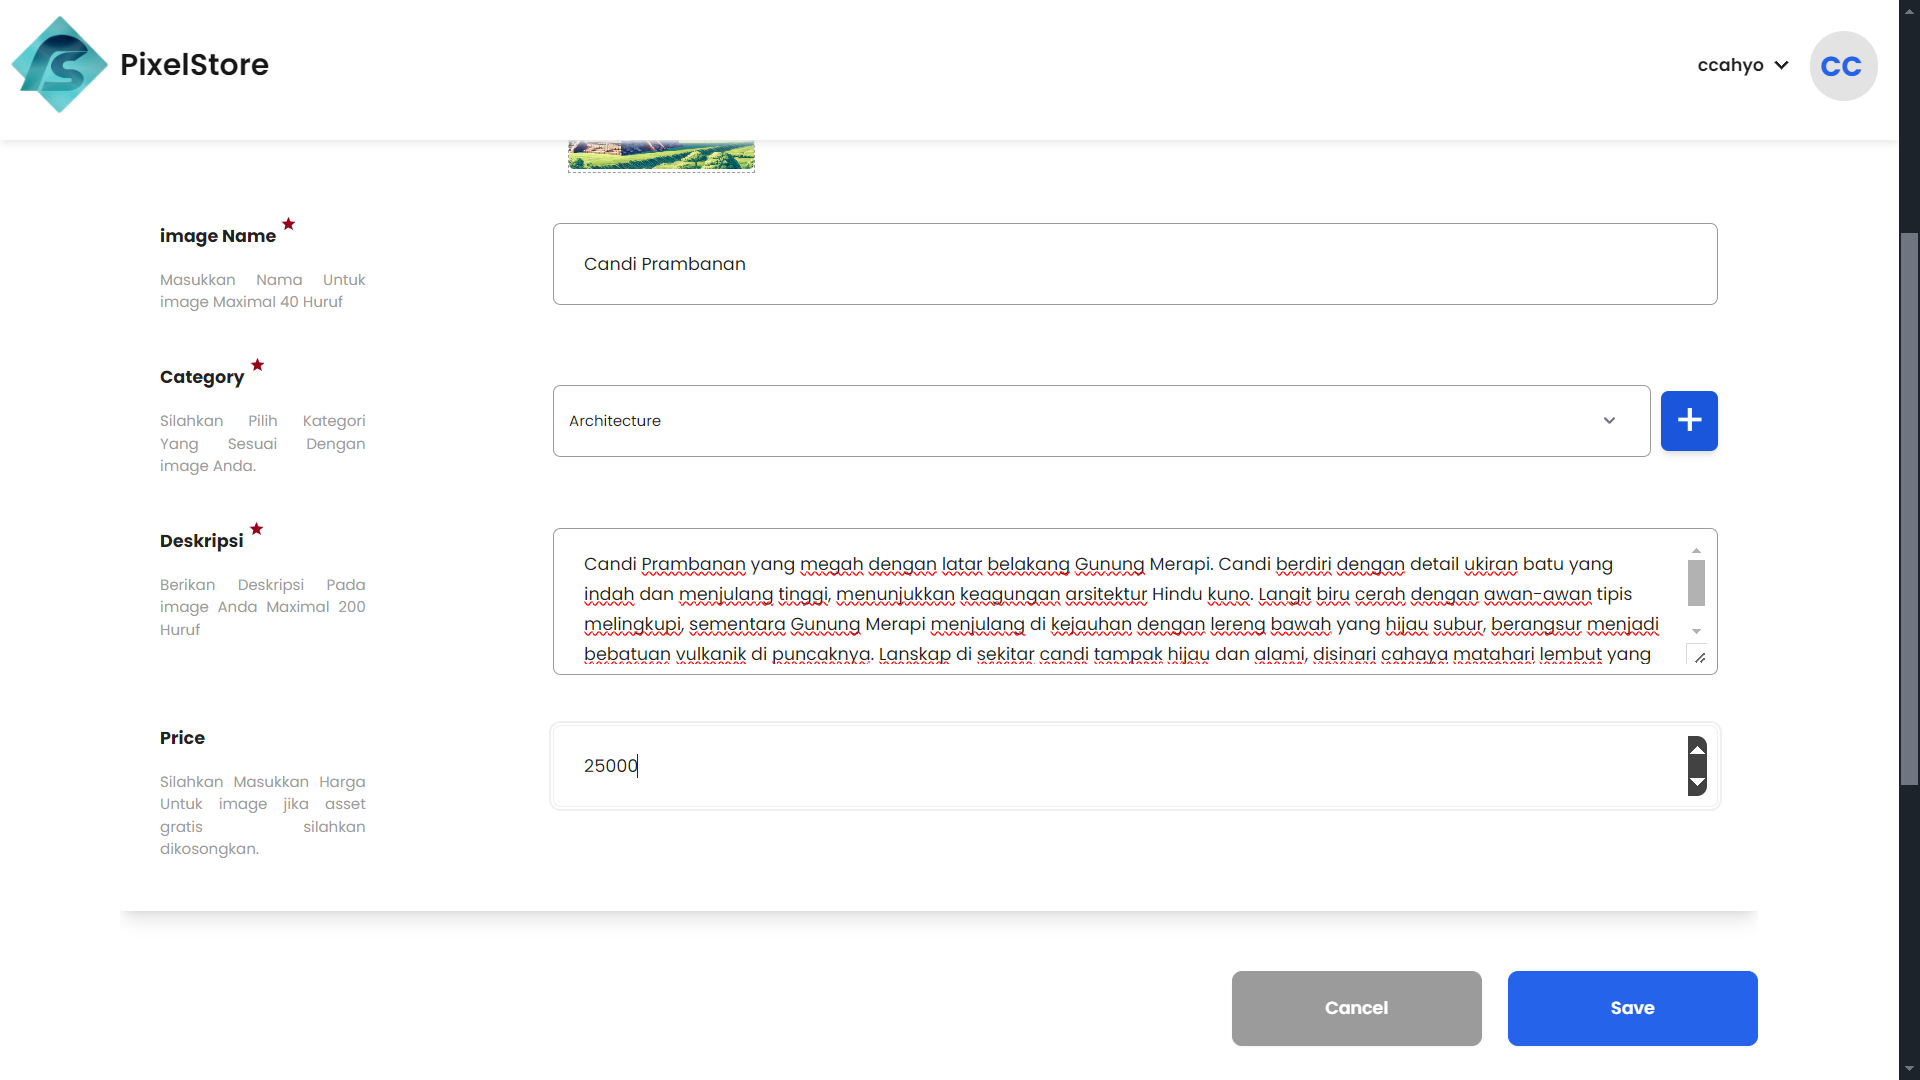 PixelStore
ccahyo
CC
image Name
Masukkan Nama Untuk
image Maximal 40 Huruf
Candi Prambanan
Category
Silahkan Pilih Kategori
Yang Sesuai Dengan
image Anda.
Architecture
Deskripsi
Berikan Deskripsi Pada
image Anda Maximal 200
Huruf
Candi Prambanan yang megah dengan latar belakang Gunung Merapi. Candi berdiri dengan detail ukiran batu yang
indah dan menjulang tinggi, menunjukkan keagungan arsitektur Hindu kuno. Langit biru cerah dengan awan-awan tipis
melingkupi, sementara Gunung Merapi menjulang di kejauhan dengan lereng bawah yang hijau subur, berangsur menjadi
bebatuan vulkanik di puncaknya. Lanskap di sekitar candi tampak hijau dan alami, disinari cahaya matahari lembut yang
Price
Silahkan Masukkan Harga
Untuk image jika asset
gratis silahkan
dikosongkan.
25000
Cancel
Save